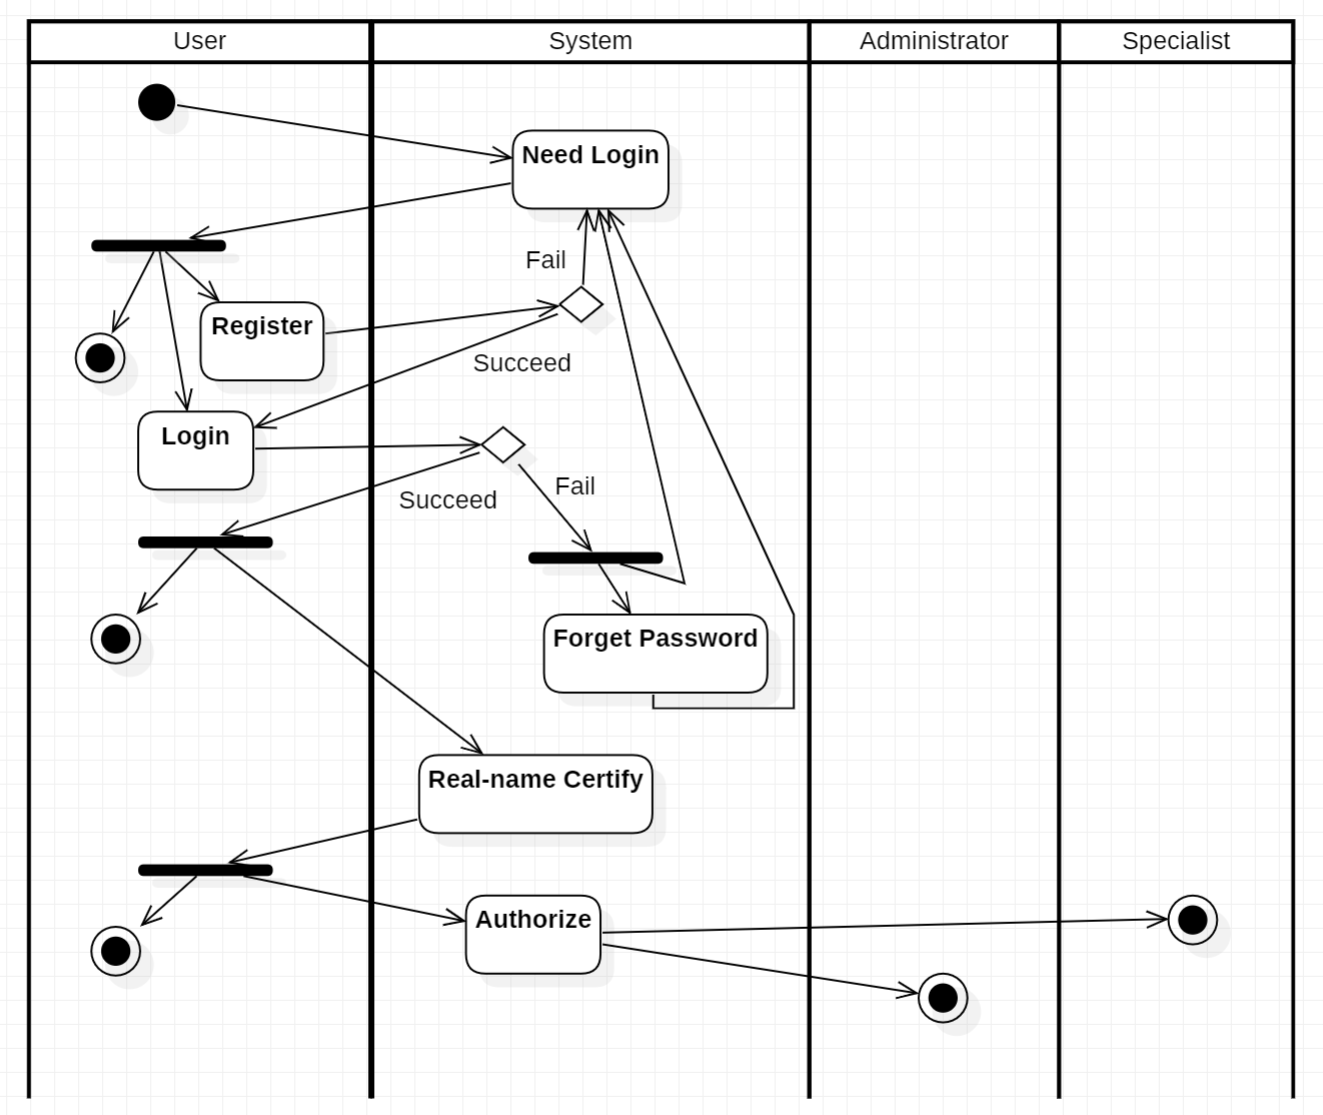 User
System
Administrator
Specialist
Need Login
Fail
Register
Succeed
Login
Fail
Succeed
Forget Password
Real-name Certify
Authorize